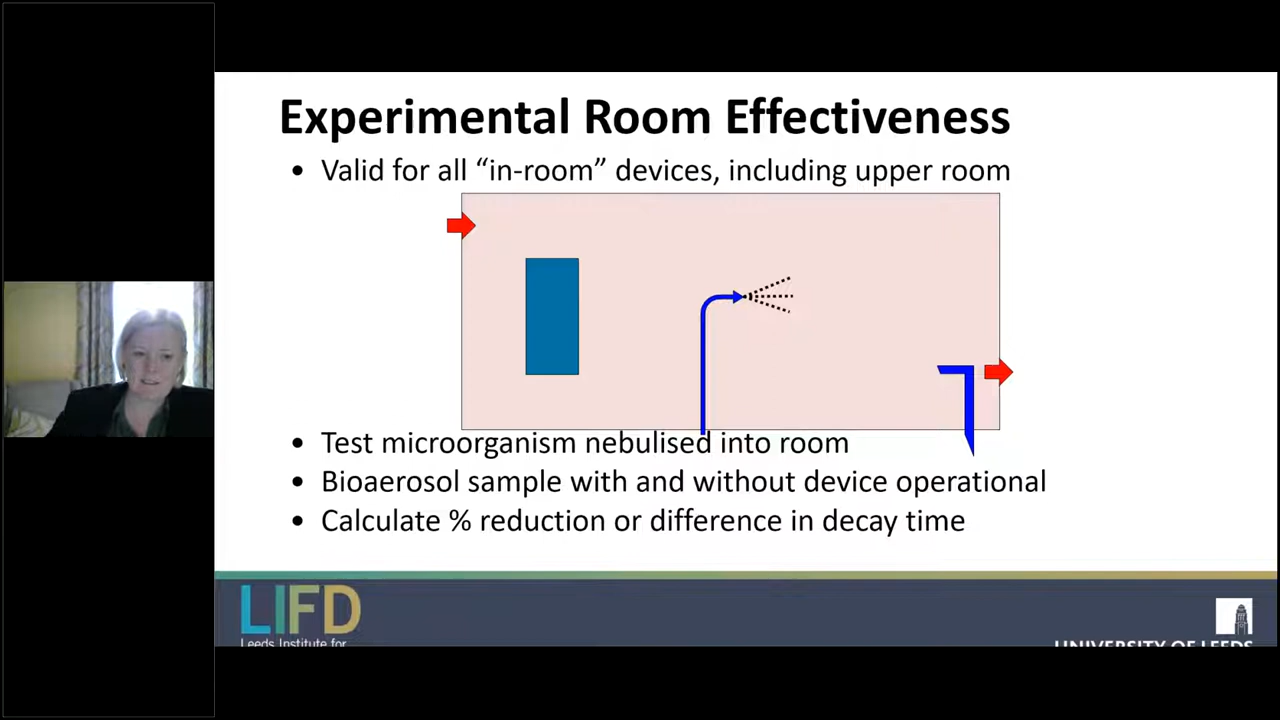 Experimental Room Effectiveness
• Valid for all “in-room” devices, including upper room
• Test microorganism nebulised into room
• Bioaerosol sample with and without device operational
• Calculate % reduction or difference in decay time
LIFD
Leeds Institute for
UNIVERSITY OF LEEDS